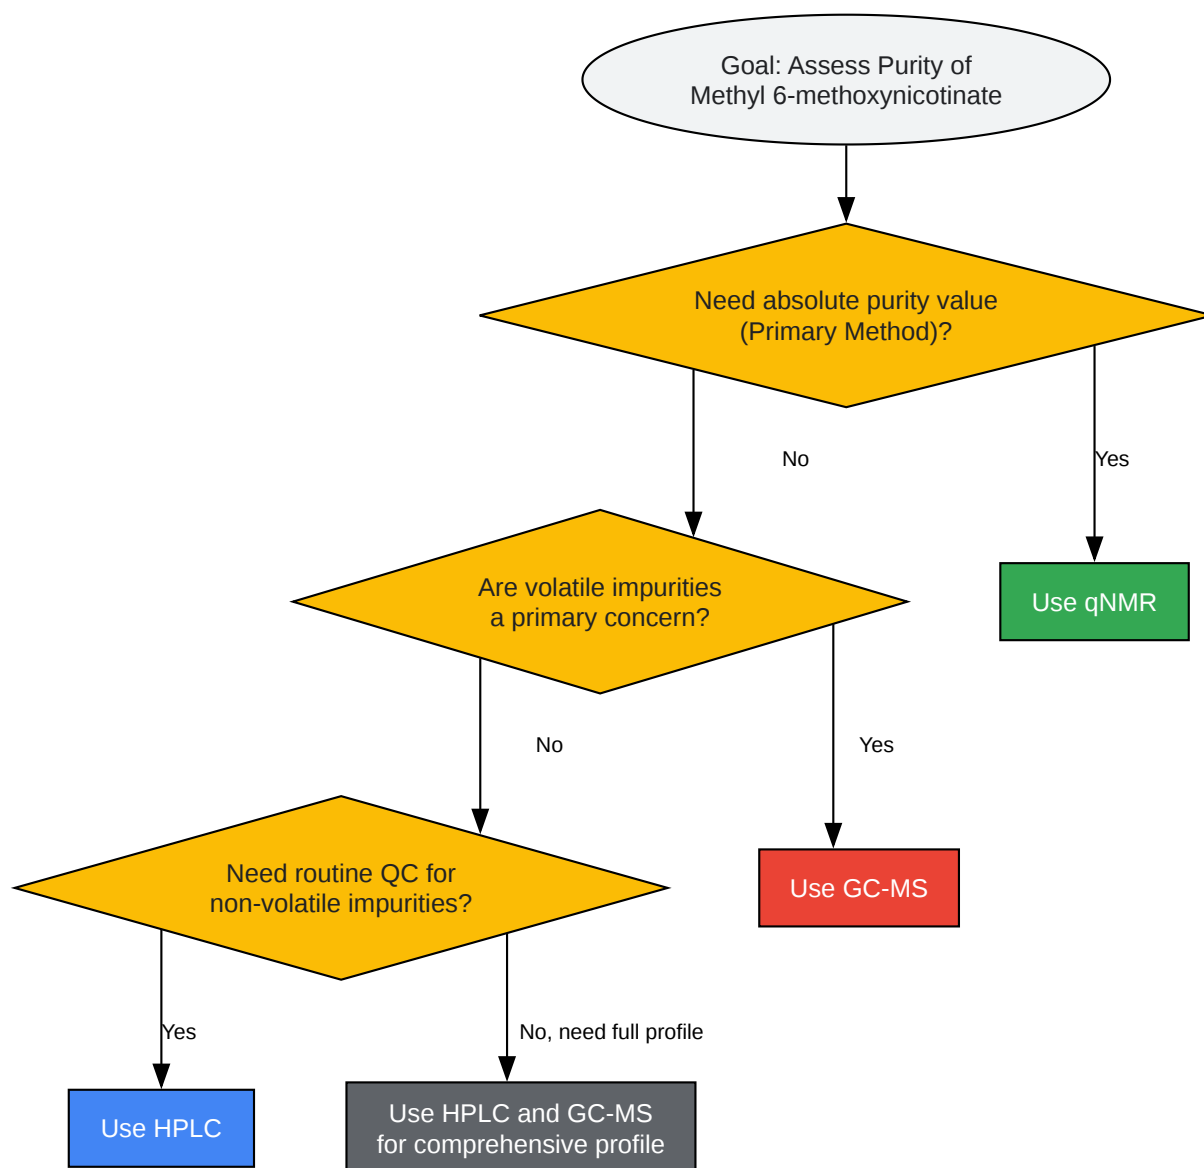 Goal: Assess Purity of
Methyl 6-methoxynicotinate
Need absolute purity value
(Primary Method)?
No
Yes
Are volatile impurities
a primary concern?
Use qNMR
No
Yes
Need routine QC for
non-volatile impurities?
Use GC-MS
Yes
No, need full profile
Use HPLC
Use HPLC and GC-MS
for comprehensive profile